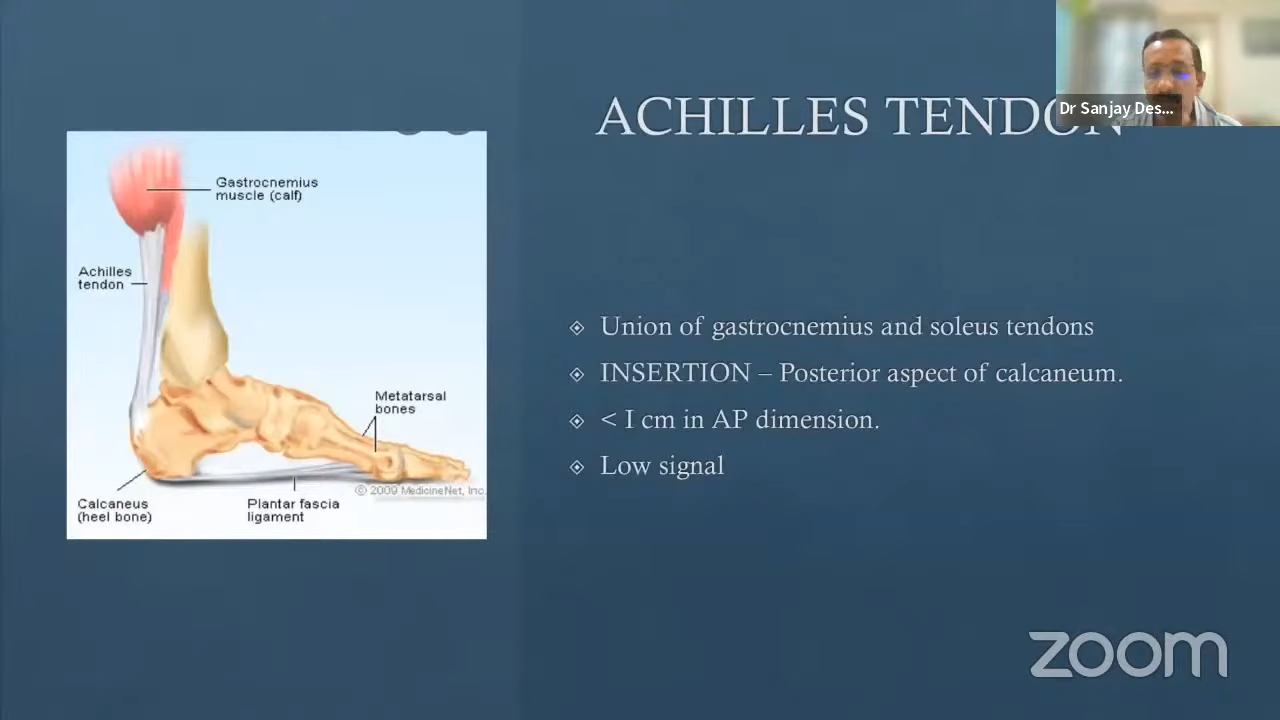 ACHILLES TENDON
Dr Sanjay Des...
Gastrocnemius
muscle (calf)
Achilles
tendon
Metatarsal
bones
© 2009 MedicineNet, Inc.
Calcaneus
(heel bone)
Plantar fascia
ligament
Union of gastrocnemius and soleus tendons
INSERTION – Posterior aspect of calcaneum.
< I cm in AP dimension.
Low signal
zoom